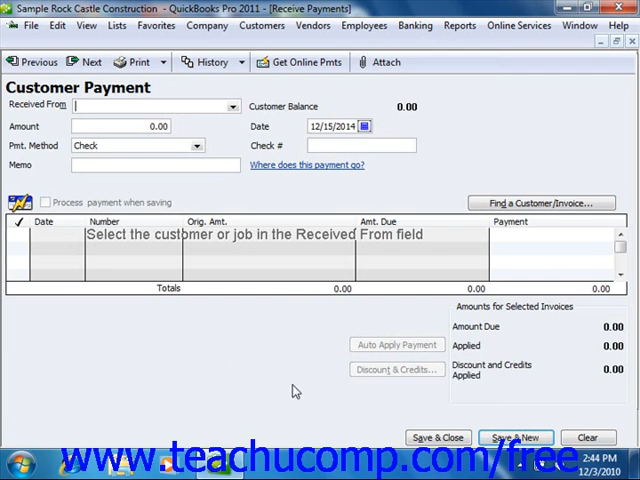 Sample Rock Castle Construction - QuickBooks Pro 2011 - [Receive Payments]
File Edit View Lists Favorites Company Customers Vendors Employees Banking Reports Online Services Window Help
Previous Next Print History Get Online Pmts Attach
Customer Payment
Received From Customer Balance 0.00
Amount 0.00 Date 12/15/2014
Pmt. Method Check Check #
Memo Where does this payment go?
Process payment when saving Find a Customer/Invoice...
Date Number Orig. Amt. Amt. Due Payment
Select the customer or job in the Received From field
Totals 0.00 0.00 0.00
Amounts for Selected Invoices
Amount Due 0.00
Auto Apply Payment Applied 0.00
Discount & Credits... Discount and Credits Applied 0.00
Save & Close Save & New Clear
www.teachucomp.com/free
2:44 PM
12/3/2010